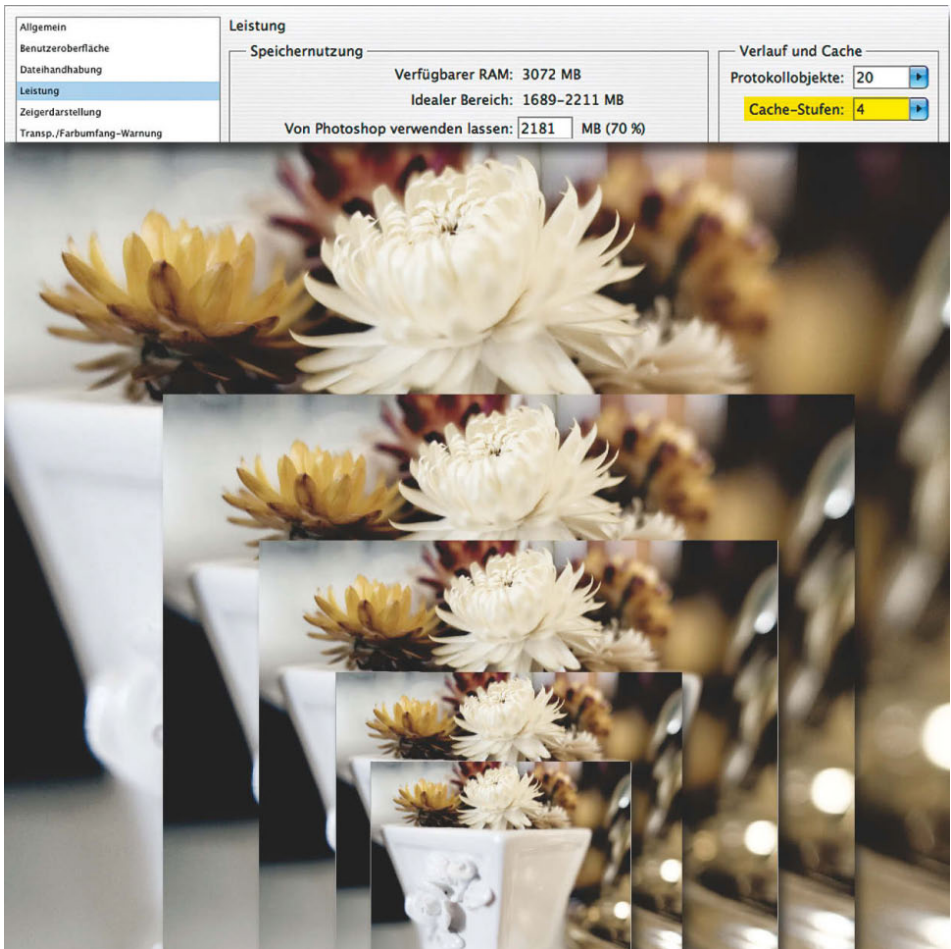 Allgemein
Benutzeroberfläche
Dateihandhabung
Leistung
Zeigerdarstellung
Transp./Farbumfang-Warnung
Leistung
Speichernutzung
Verfügbarer RAM: 3072 MB
Idealer Bereich: 1689–2211 MB
Von Photoshop verwenden lassen: 2181 MB (70 %)
Verlauf und Cache
Protokollobjekte: 20
Cache-Stufen: 4